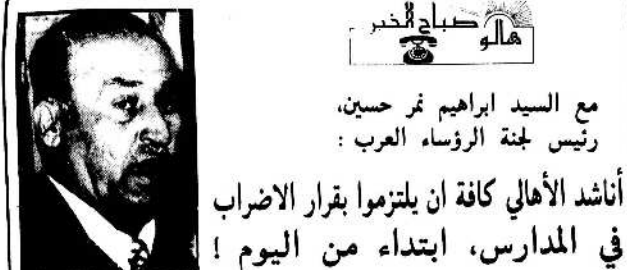 هالو صباح الخير
مع السيد ابراهيم نمر حسين،
رئيس لجنة الرؤساء العرب :
أناشد الأهالي كافة ان يلتزموا بقرار الاضراب
في المدارس، ابتداء من اليوم !